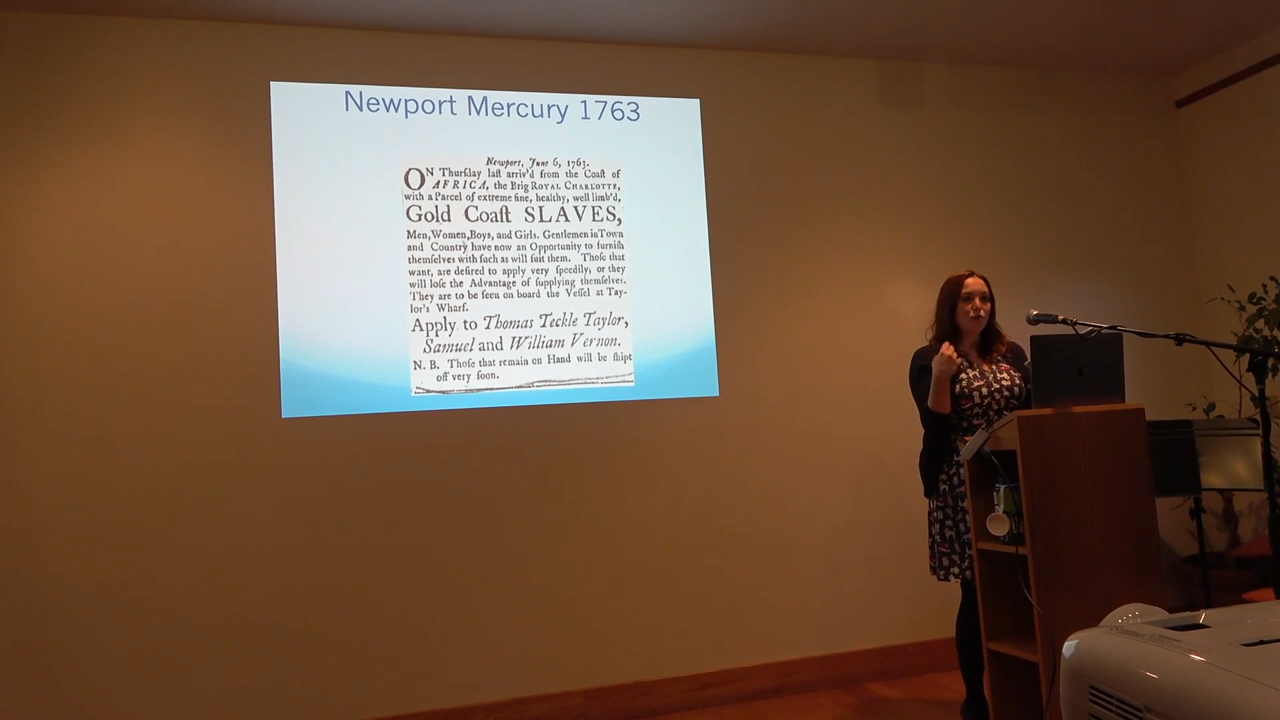 Newport Mercury 1763
Newport, June 6, 1763.
ON Thurſday laſt arriv'd from the Coaſt of
AFRICA, the Brig ROYAL CHARLOTTE,
with a Parcel of extreme fine, healthy, well limb'd,
Gold Coaſt SLAVES,
Men, Women, Boys, and Girls. Gentlemen in Town
and Country have now an Opportunity to furniſh
themſelves with ſuch as will ſuit them. Thoſe that
want, are deſired to apply very ſpeedily, or they
will loſe the Advantage of ſupplying themſelves.
They are to be ſeen on board the Veſſel at Tay-
lor's Wharf.
Apply to Thomas Teckle Taylor,
Samuel and William Vernon.
N. B. Thoſe that remain on Hand will be ſhipt
off very ſoon.